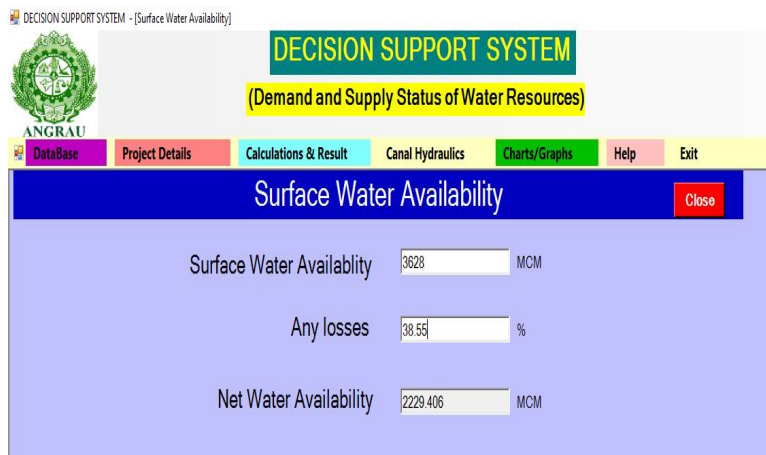 DECISION SUPPORT SYSTEM - [Surface Water Availability]
DECISION SUPPORT SYSTEM
(Demand and Supply Status of Water Resources)
ANGRAU
DataBase Project Details Calculations & Result Canal Hydraulics Charts/Graphs Help Exit
Surface Water Availability Close
Surface Water Availablity 3628 MCM
Any losses 38.55 %
Net Water Availability 2229.406 MCM